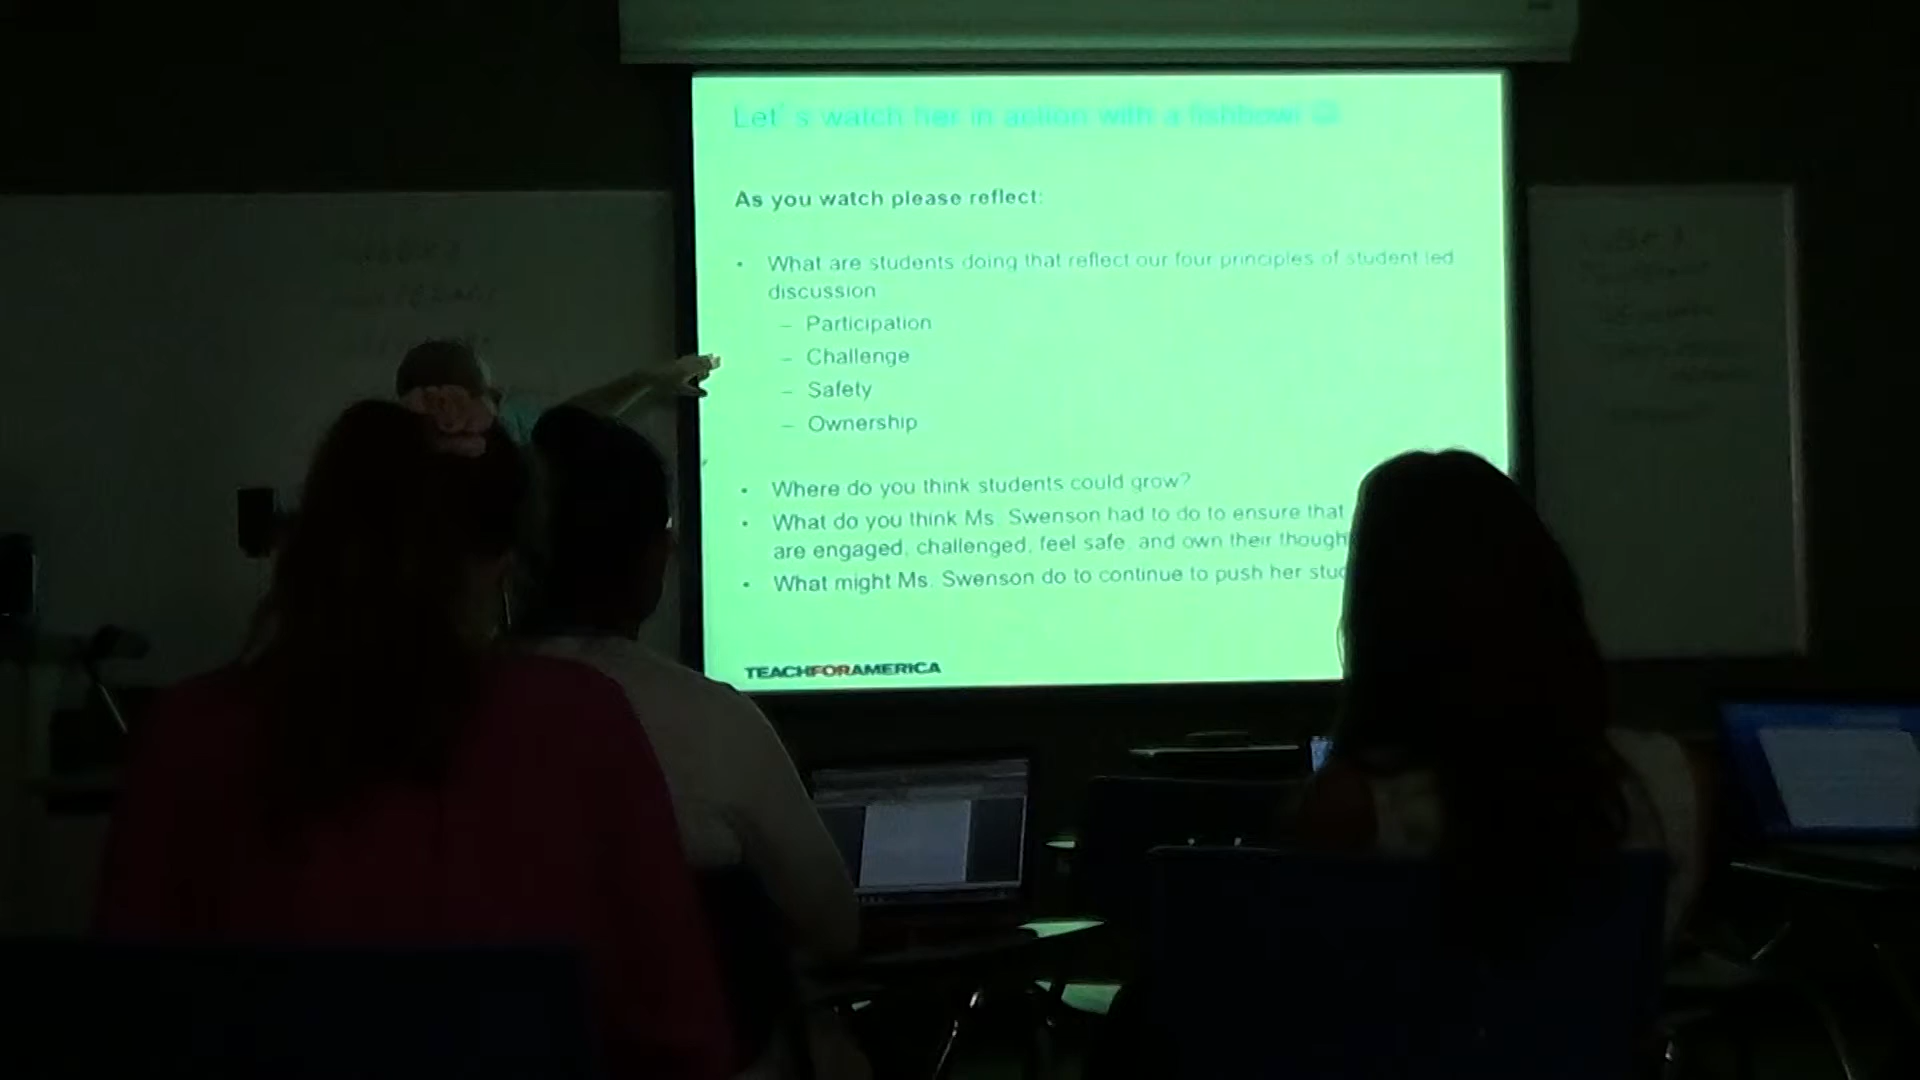 Let's watch her in action with a fishbowl ☺
As you watch please reflect:
• What are students doing that reflect our four principles of student led
discussion
– Participation
– Challenge
– Safety
– Ownership
• Where do you think students could grow?
• What do you think Ms. Swenson had to do to ensure that
are engaged, challenged, feel safe, and own their
• What might Ms. Swenson do to continue to push her
TEACHFORAMERICA